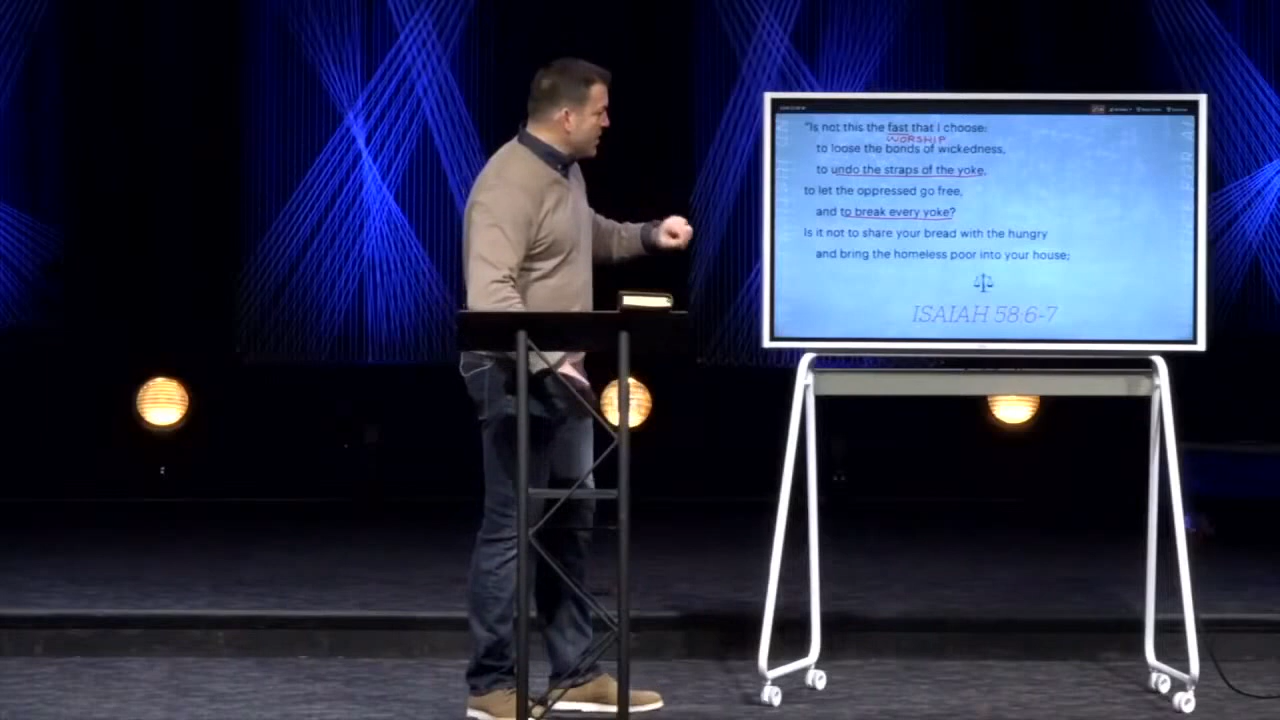 "Is not this the fast that I choose:
WORSHIP
to loose the bonds of wickedness,
to undo the straps of the yoke,
to let the oppressed go free,
and to break every yoke?
Is it not to share your bread with the hungry
and bring the homeless poor into your house;
ISAIAH 58:6-7